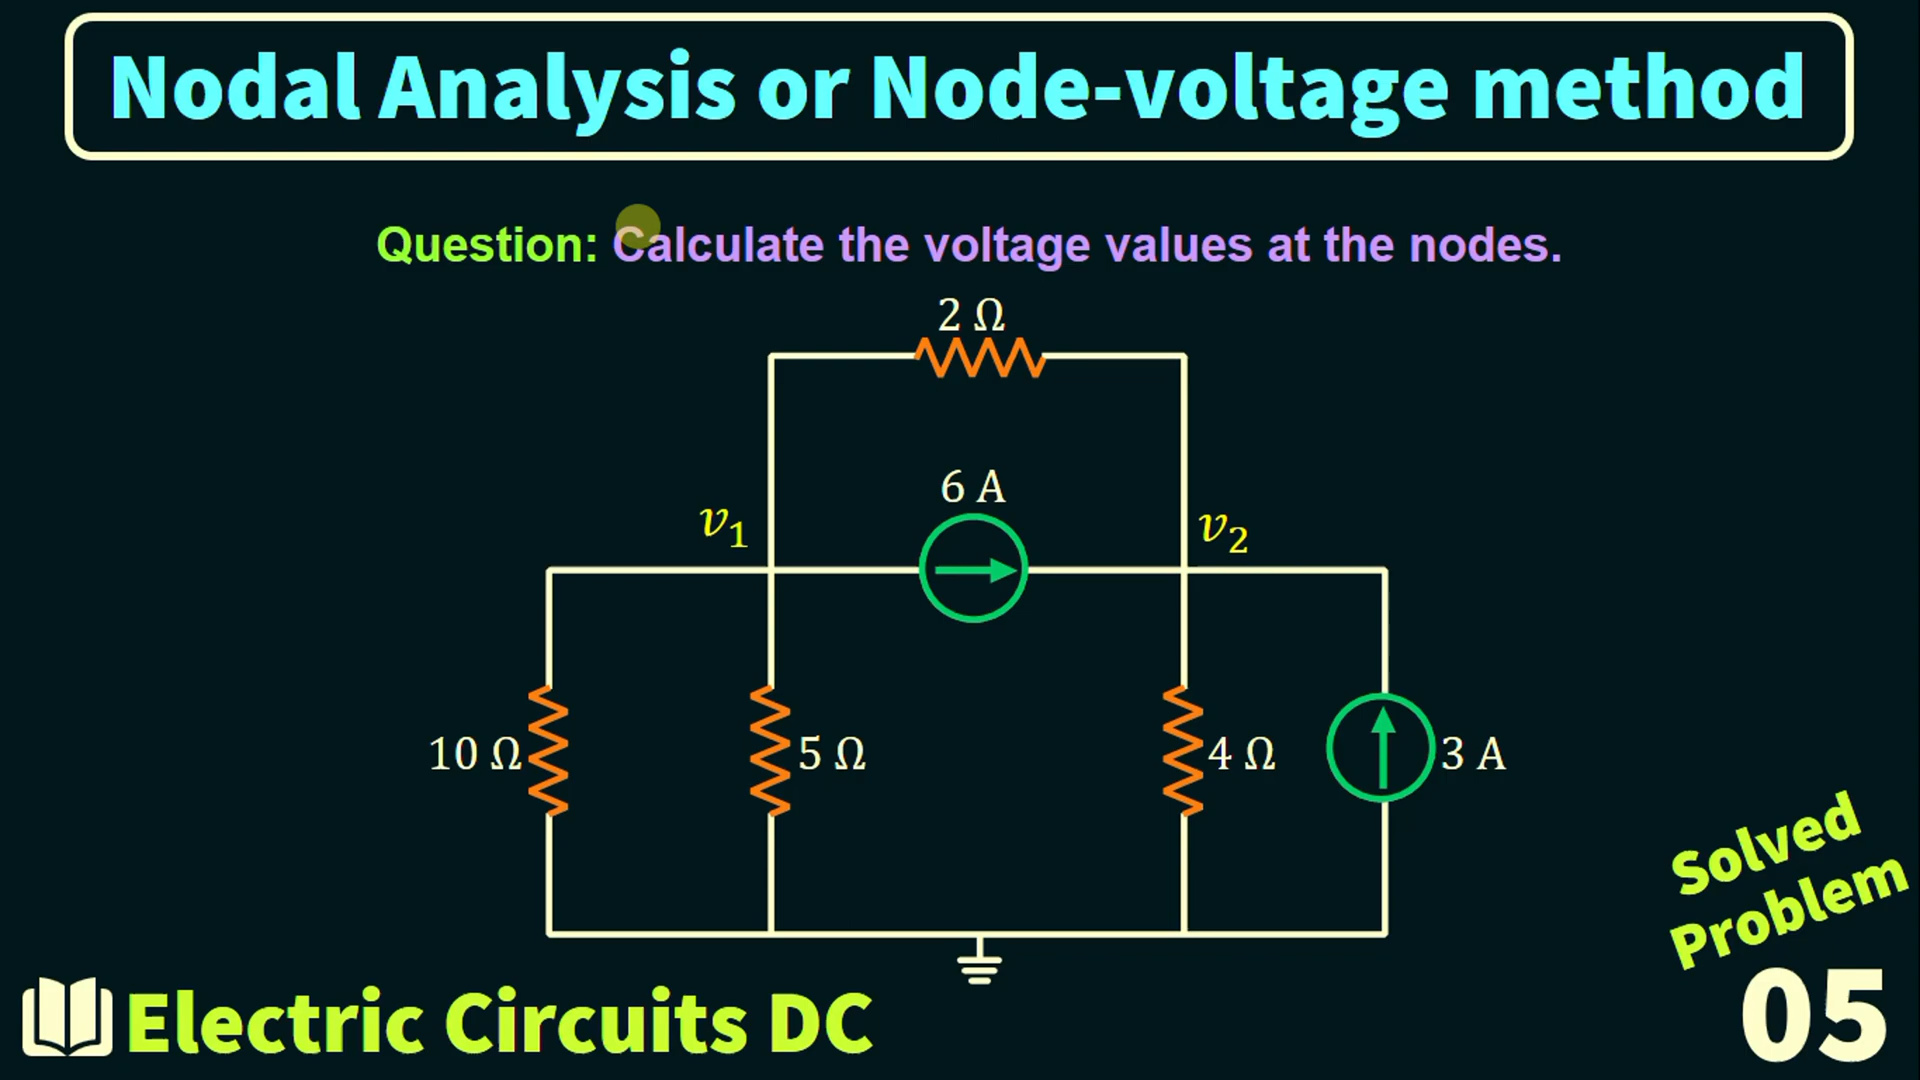 Nodal Analysis or Node-voltage method
Question: Calculate the voltage values at the nodes.
2 Ω
6 A
v₁
v₂
10 Ω
5 Ω
4 Ω
3 A
Solved
Problem
05
Electric Circuits DC